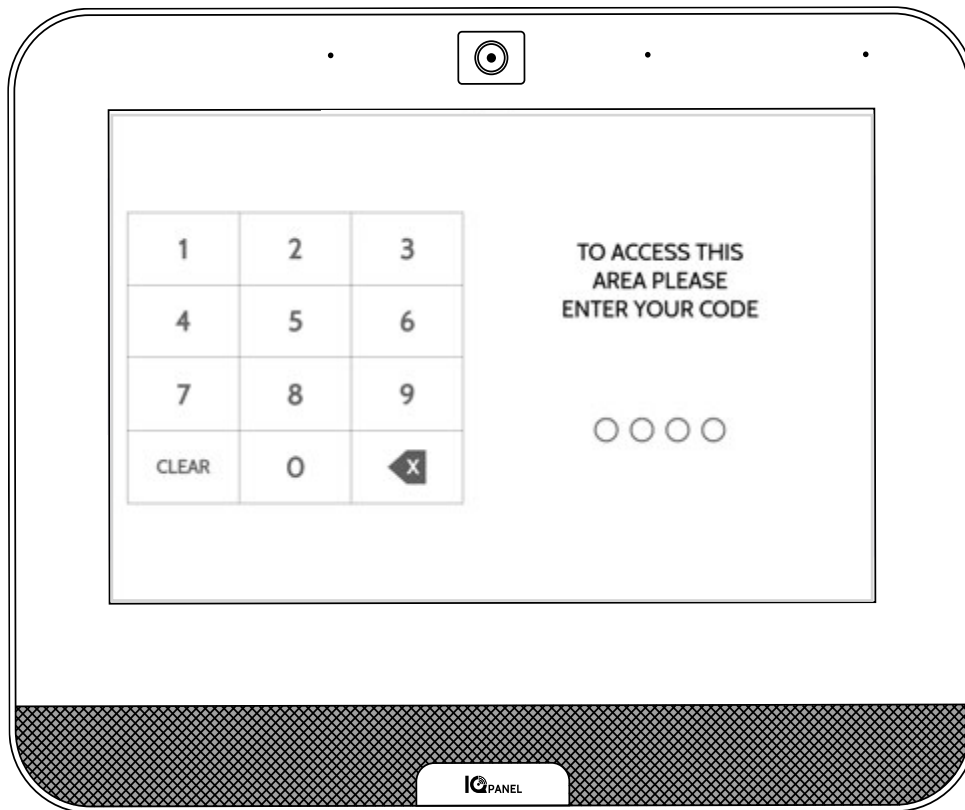 1 2 3
4 5 6
7 8 9
CLEAR 0 X
TO ACCESS THIS
AREA PLEASE
ENTER YOUR CODE
IQ PANEL